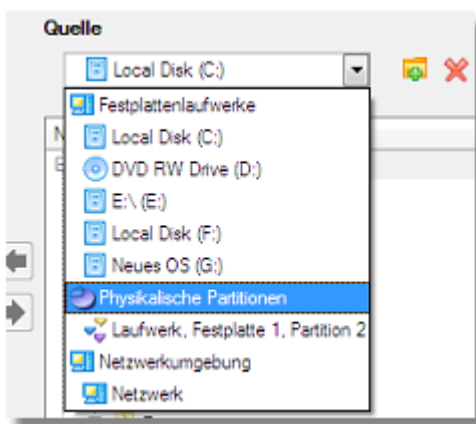 Quelle
Local Disk (C:)
Festplattenlaufwerke
Local Disk (C:)
DVD RW Drive (D:)
E:\ (E:)
Local Disk (F:)
Neues OS (G:)
Physikalische Partitionen
Laufwerk, Festplatte 1, Partition 2
Netzwerkumgebung
Netzwerk